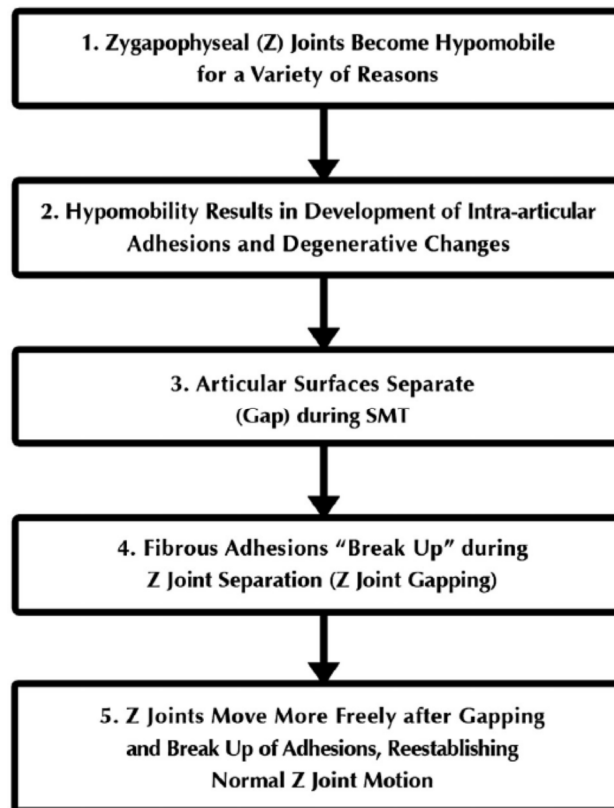 1. Zygapophyseal (Z) Joints Become Hypomobile
for a Variety of Reasons
2. Hypomobility Results in Development of Intra-articular
Adhesions and Degenerative Changes
3. Articular Surfaces Separate
(Gap) during SMT
4. Fibrous Adhesions “Break Up” during
Z Joint Separation (Z Joint Gapping)
5. Z Joints Move More Freely after Gapping
and Break Up of Adhesions, Reestablishing
Normal Z Joint Motion